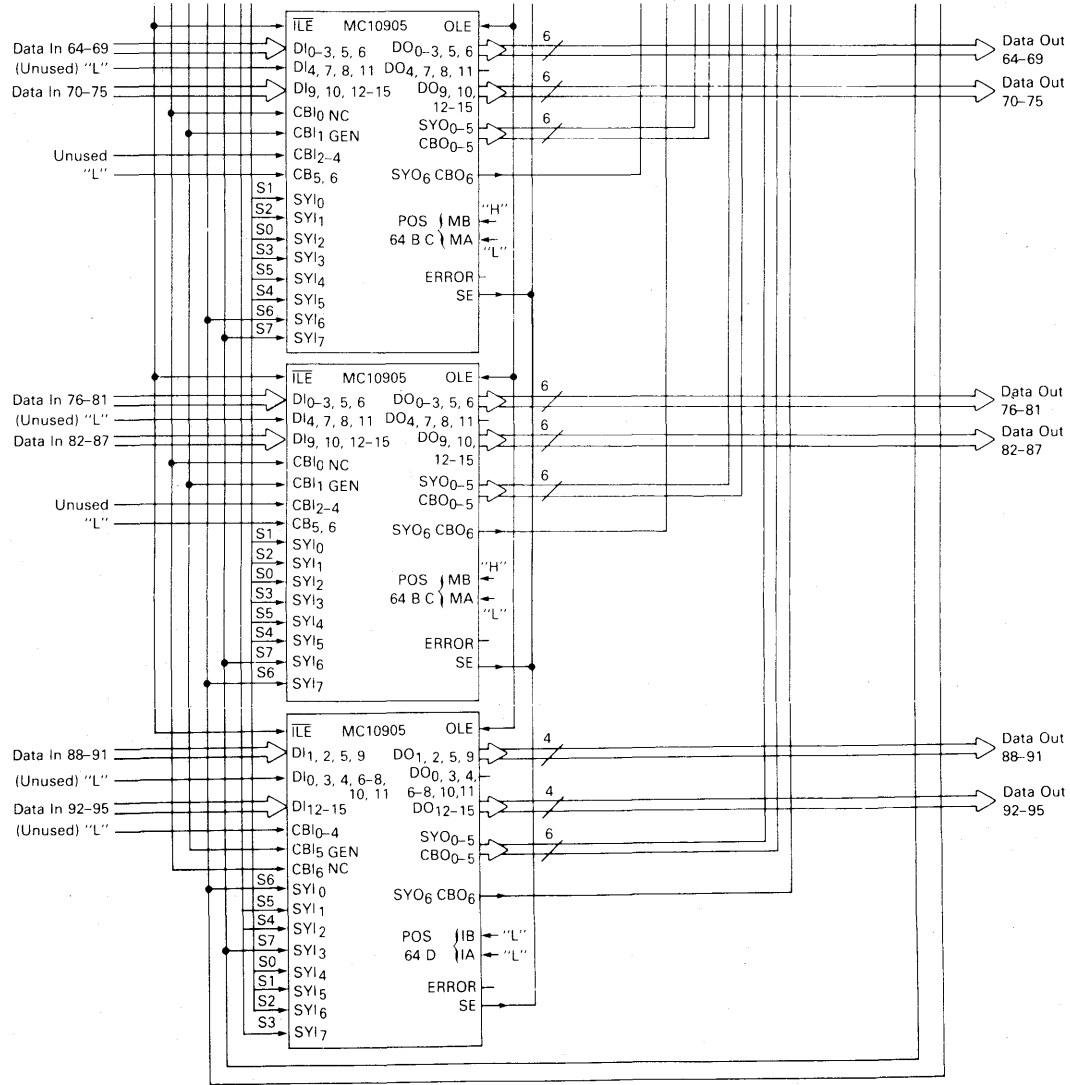 ILE MC10905 OLE
Data In 64–69 DI0–3, 5, 6 DO0–3, 5, 6 6 Data Out 64–69
(Unused) "L" DI4, 7, 8, 11 DO4, 7, 8, 11
Data In 70–75 DI9, 10, 12–15 DO9, 10, 12–15 6 Data Out 70–75
CBI0 NC SYO0–5 6
CBI1 GEN CBO0–5
Unused CBI2–4
"L" CB5, 6 SYO6 CBO6
S1 SYI0
S2 SYI1 POS MB "H"
S0 SYI2 64 B C MA "L"
S3 SYI3
S5 SYI4 ERROR
S4 SYI5 SE
S6 SYI6
S7 SYI7
ILE MC10905 OLE
Data In 76–81 DI0–3, 5, 6 DO0–3, 5, 6 6 Data Out 76–81
(Unused) "L" DI4, 7, 8, 11 DO4, 7, 8, 11
Data In 82–87 DI9, 10, 12–15 DO9, 10, 12–15 6 Data Out 82–87
CBI0 NC
CBI1 GEN SYO0–5 6
Unused CBI2–4 CBO0–5
"L" CB5, 6 SYO6 CBO6
S1 SYI0
S2 SYI1 "H"
S0 SYI2 POS MB
S3 SYI3 64 B C MA
S5 SYI4 "L"
S4 SYI5 ERROR
S7 SYI6 SE
S6 SYI7
ILE MC10905 OLE
Data In 88–91 DI1, 2, 5, 9 DO1, 2, 5, 9 4 Data Out 88–91
(Unused) "L" DI0, 3, 4, 6–8, 10, 11 DO0, 3, 4, 6–8, 10, 11
Data In 92–95 DI12–15 DO12–15 4 Data Out 92–95
(Unused) "L" CBI0–4 SYO0–5 6
CBI5 GEN CBO0–5
CBI6 NC
S6 SYI0 SYO6 CBO6
S5 SYI1
S4 SYI2 POS IB "L"
S7 SYI3 64 D IA "L"
S0 SYI4
S1 SYI5 ERROR
S2 SYI6 SE
S3 SYI7